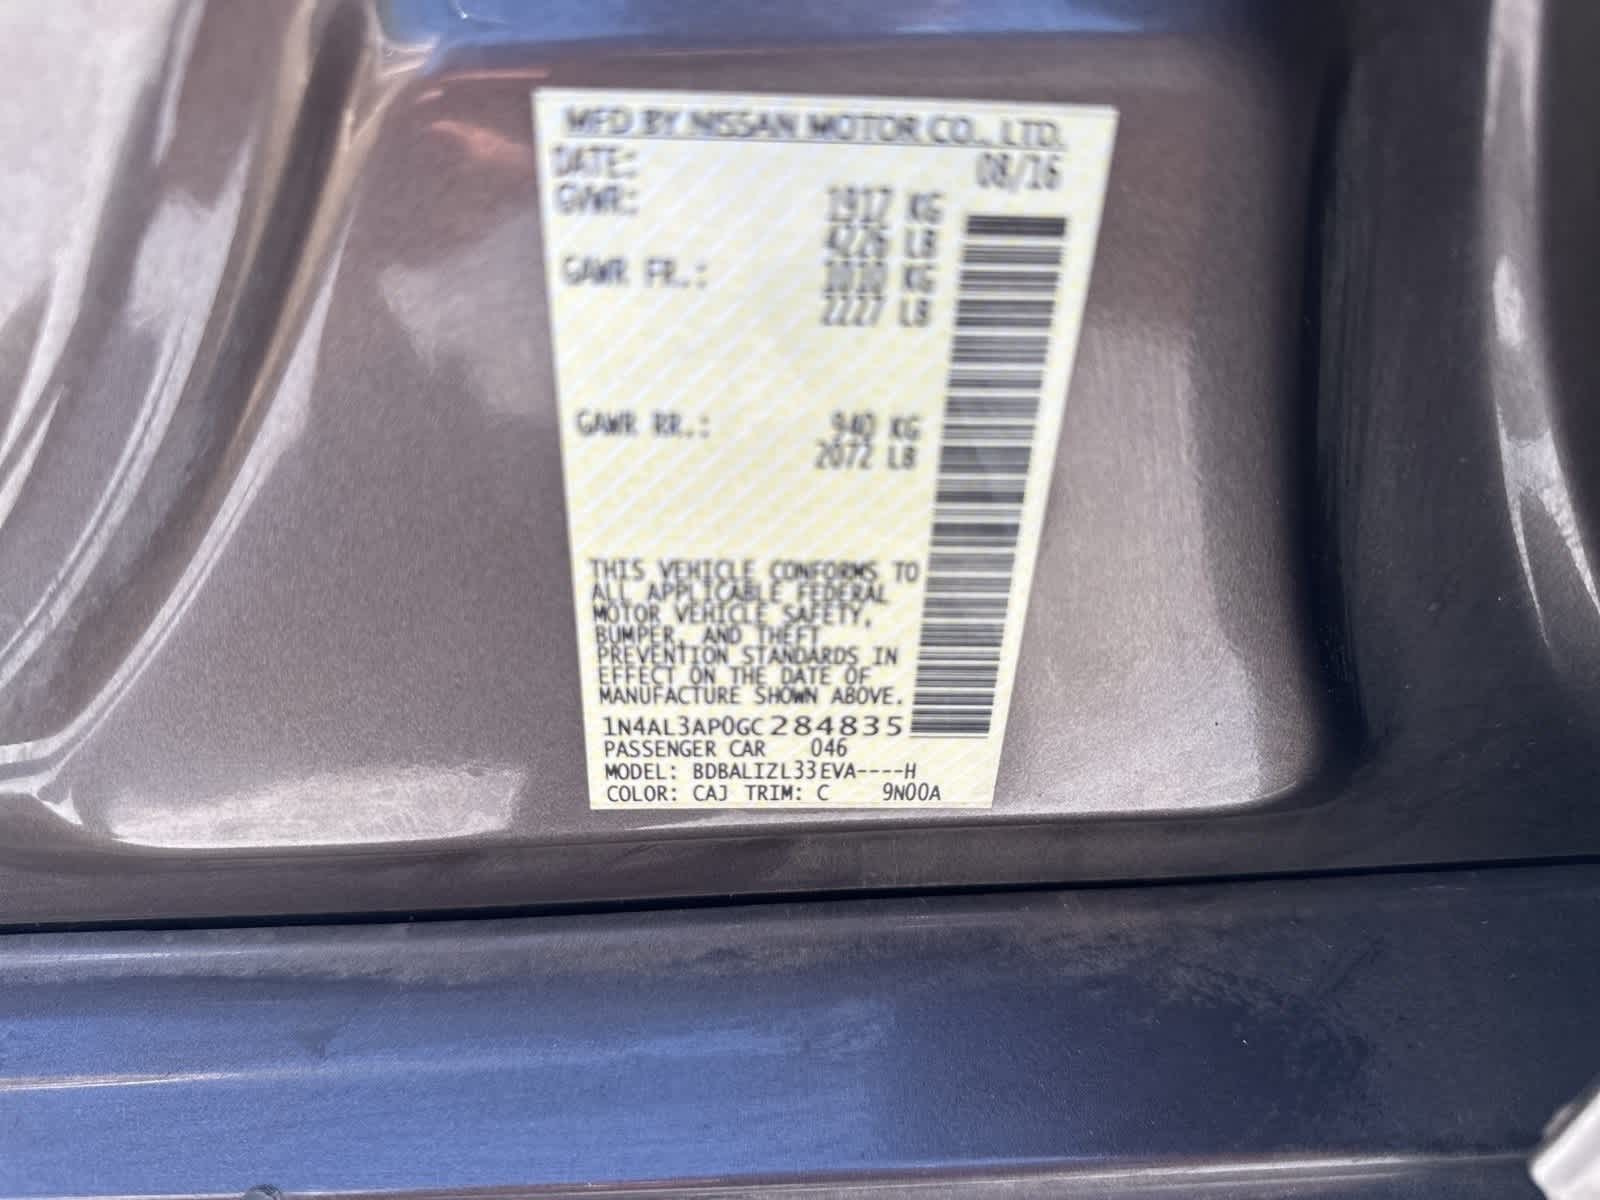 MFD BY NISSAN MOTOR CO., LTD.
DATE: 08/16
GVWR: 1917 KG
4226 LB
GAWR FR.: 1010 KG
2227 LB
GAWR RR.: 940 KG
2072 LB
THIS VEHICLE CONFORMS TO
ALL APPLICABLE FEDERAL
MOTOR VEHICLE SAFETY,
BUMPER, AND THEFT
PREVENTION STANDARDS IN
EFFECT ON THE DATE OF
MANUFACTURE SHOWN ABOVE.
1N4AL3AP0GC284835
PASSENGER CAR 046
MODEL: BDBALIZL33EVA----H
COLOR: CAJ TRIM: C 9N00A